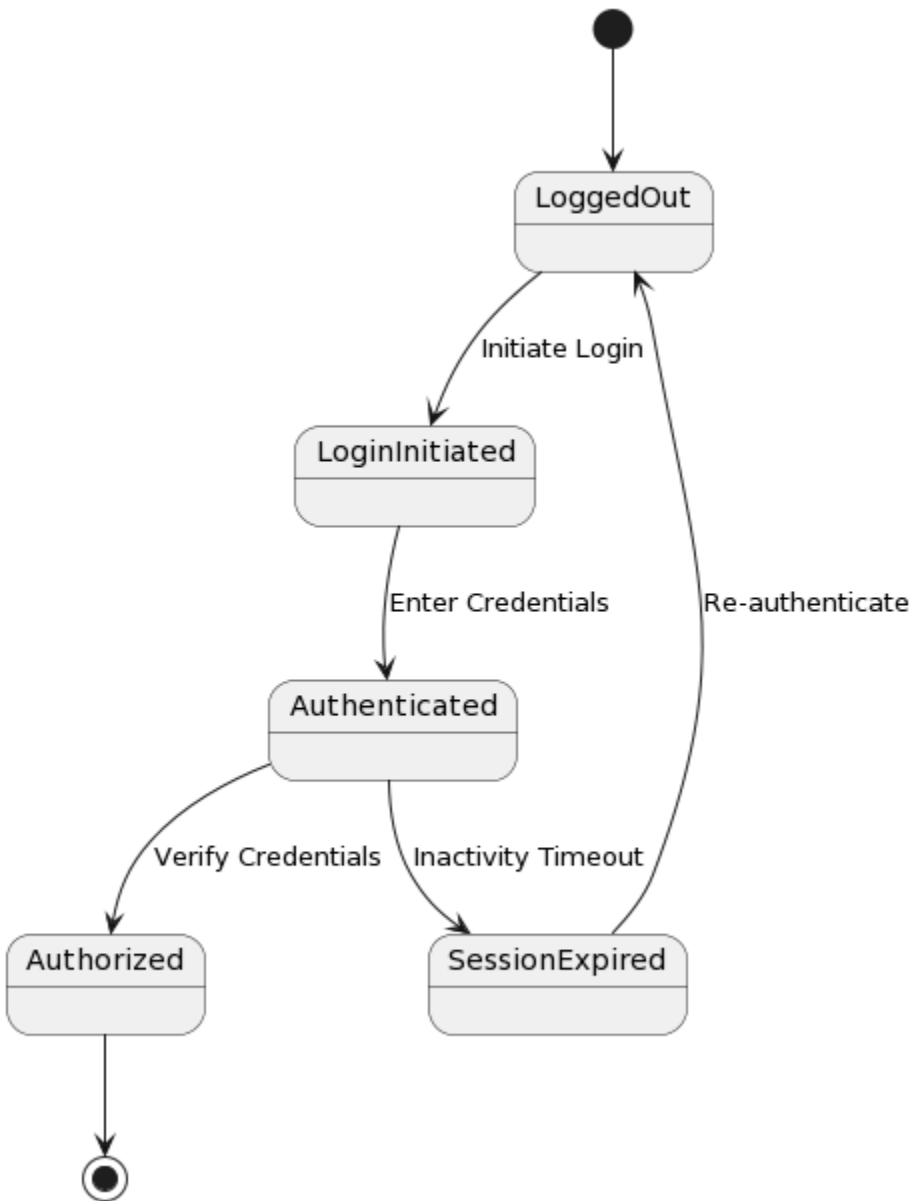 LoggedOut
Initiate Login
LoginInitiated
Enter Credentials
Re-authenticate
Authenticated
Verify Credentials
Inactivity Timeout
Authorized
SessionExpired